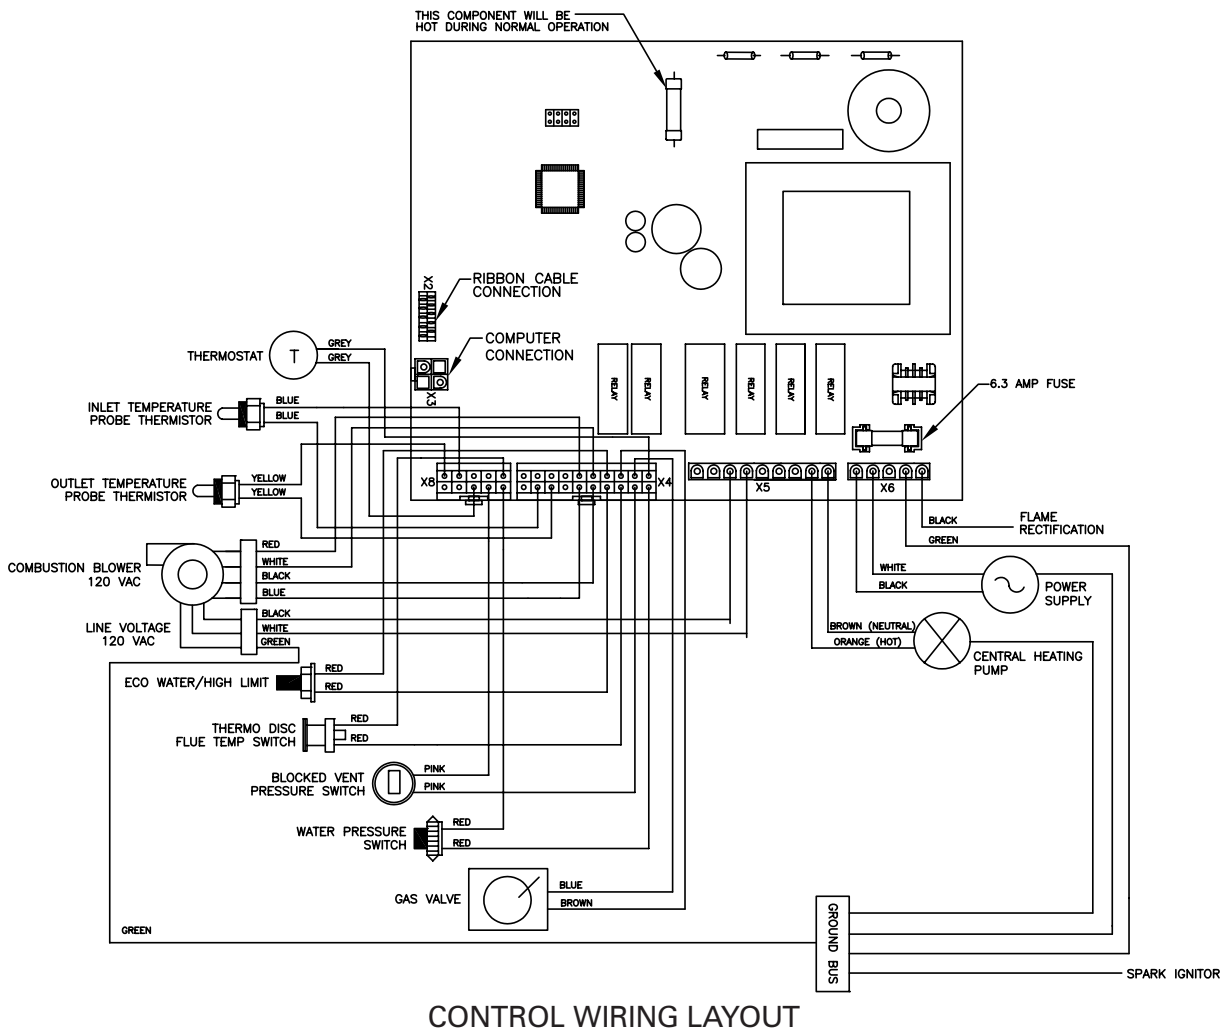 THIS COMPONENT WILL BE
HOT DURING NORMAL OPERATION
X2
RIBBON CABLE
CONNECTION
COMPUTER
CONNECTION
X3
THERMOSTAT
T
GREY
GREY
RELAY
RELAY
RELAY
RELAY
RELAY
RELAY
6.3 AMP FUSE
INLET TEMPERATURE
PROBE THERMISTOR
BLUE
BLUE
X8
X4
X5
X6
OUTLET TEMPERATURE
PROBE THERMISTOR
YELLOW
YELLOW
BLACK
FLAME
RECTIFICATION
GREEN
COMBUSTION BLOWER
120 VAC
RED
WHITE
BLACK
BLUE
WHITE
BLACK
POWER
SUPPLY
LINE VOLTAGE
120 VAC
BLACK
WHITE
GREEN
BROWN (NEUTRAL)
ORANGE (HOT)
CENTRAL HEATING
PUMP
ECO WATER/HIGH LIMIT
RED
RED
THERMO DISC
FLUE TEMP SWITCH
RED
RED
BLOCKED VENT
PRESSURE SWITCH
PINK
PINK
WATER PRESSURE
SWITCH
RED
RED
GAS VALVE
BLUE
BROWN
GREEN
GROUND BUS
SPARK IGNITOR
CONTROL WIRING LAYOUT